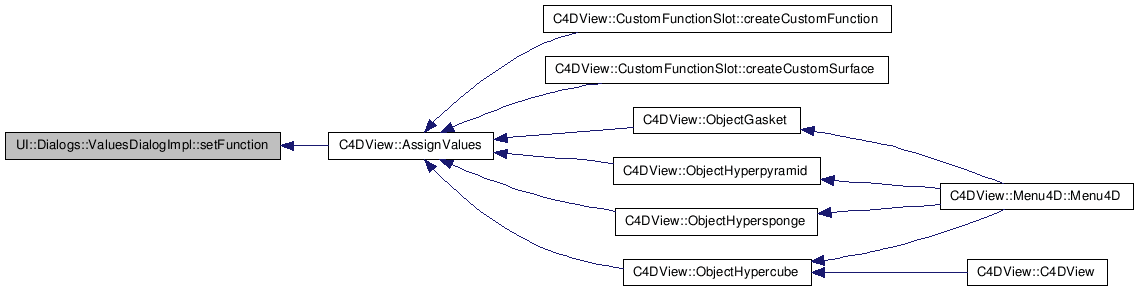 C4DView::CustomFunctionSlot::createCustomFunction
C4DView::CustomFunctionSlot::createCustomSurface
C4DView::ObjectGasket
UI::Dialogs::ValuesDialogImpl::setFunction
C4DView::AssignValues
C4DView::ObjectHyperpyramid
C4DView::Menu4D::Menu4D
C4DView::ObjectHypersponge
C4DView::ObjectHypercube
C4DView::C4DView